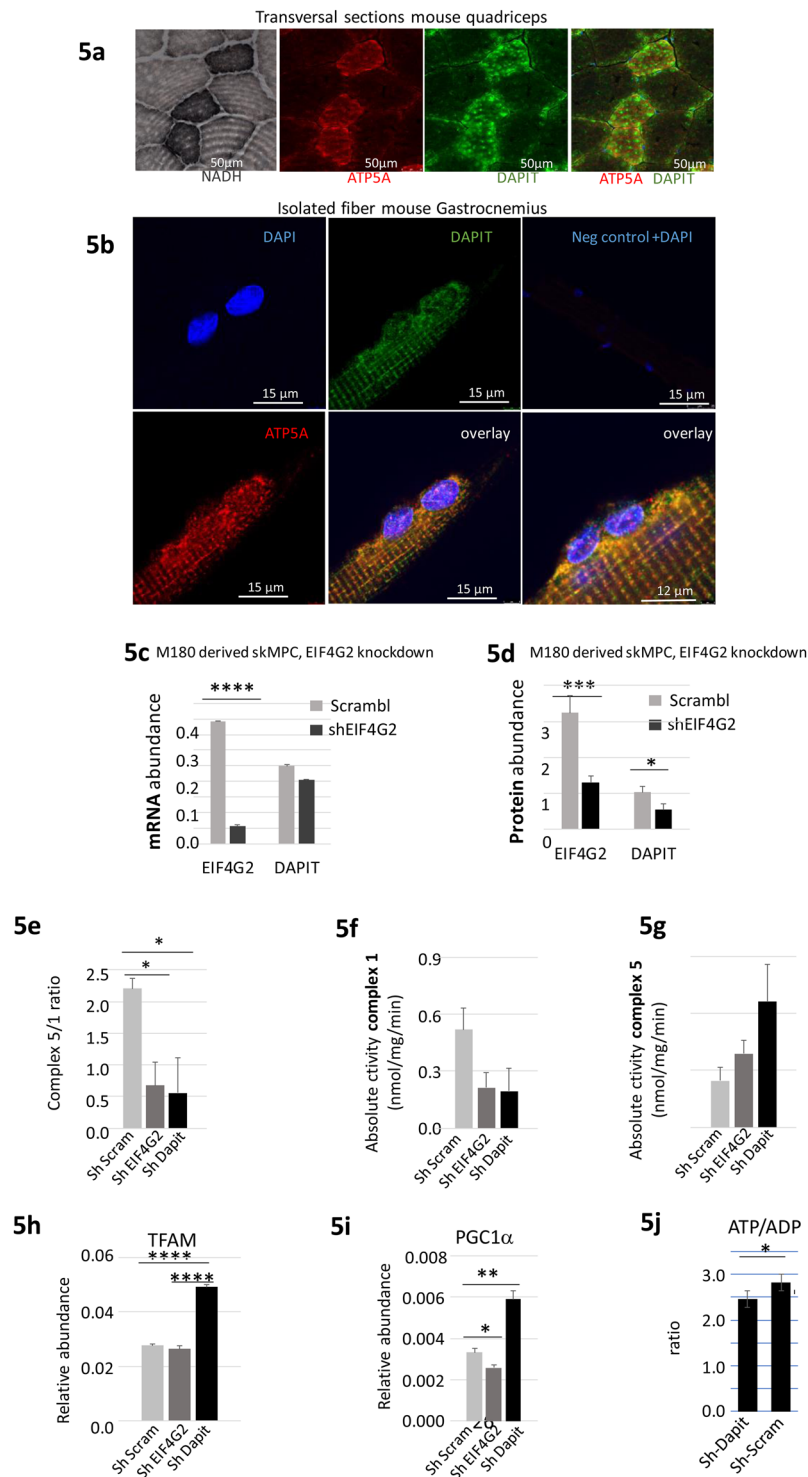 Transversal sections mouse quadriceps
5a
50µm 50µm 50µm 50µm
NADH ATP5A DAPIT ATP5A DAPIT
Isolated fiber mouse Gastrocnemius
5b
DAPI DAPIT Neg control +DAPI
15 µm 15 µm 15 µm
ATP5A overlay overlay
15 µm 15 µm 12 µm
5c M180 derived skMPC, EIF4G2 knockdown
****
Scrambl
shEIF4G2
mRNA abundance
0.4
0.3
0.2
0.1
0.0
EIF4G2 DAPIT
5d M180 derived skMPC, EIF4G2 knockdown
***
Scrambl
shEIF4G2
*
Protein abundance
3
2
1
0
EIF4G2 DAPIT
5e
*
*
Complex 5/1 ratio
2.5
2.0
1.5
1.0
0.5
0.0
Sh Scram
Sh EIF4G2
Sh Dapit
5f
Absolute ctivity complex 1
(nmol/mg/min)
0.9
0.6
0.3
0.0
Sh Scram
Sh EIF4G2
Sh Dapit
5g
Absolute ctivity complex 5
(nmol/mg/min)
Sh Scram
Sh EIF4G2
Sh Dapit
5h
TFAM
****
****
Relative abundance
0.06
0.04
0.02
0.0
Sh Scram
Sh EIF4G2
Sh Dapit
5i
PGC1α
**
*
Relative abundance
0.008
0.006
0.004
0.002
0.000
Sh Scram
Sh EIF4G2
Sh Dapit
5j
ATP/ADP
*
ratio
3.0
2.0
1.0
0.0
Sh-Dapit
Sh-Scram